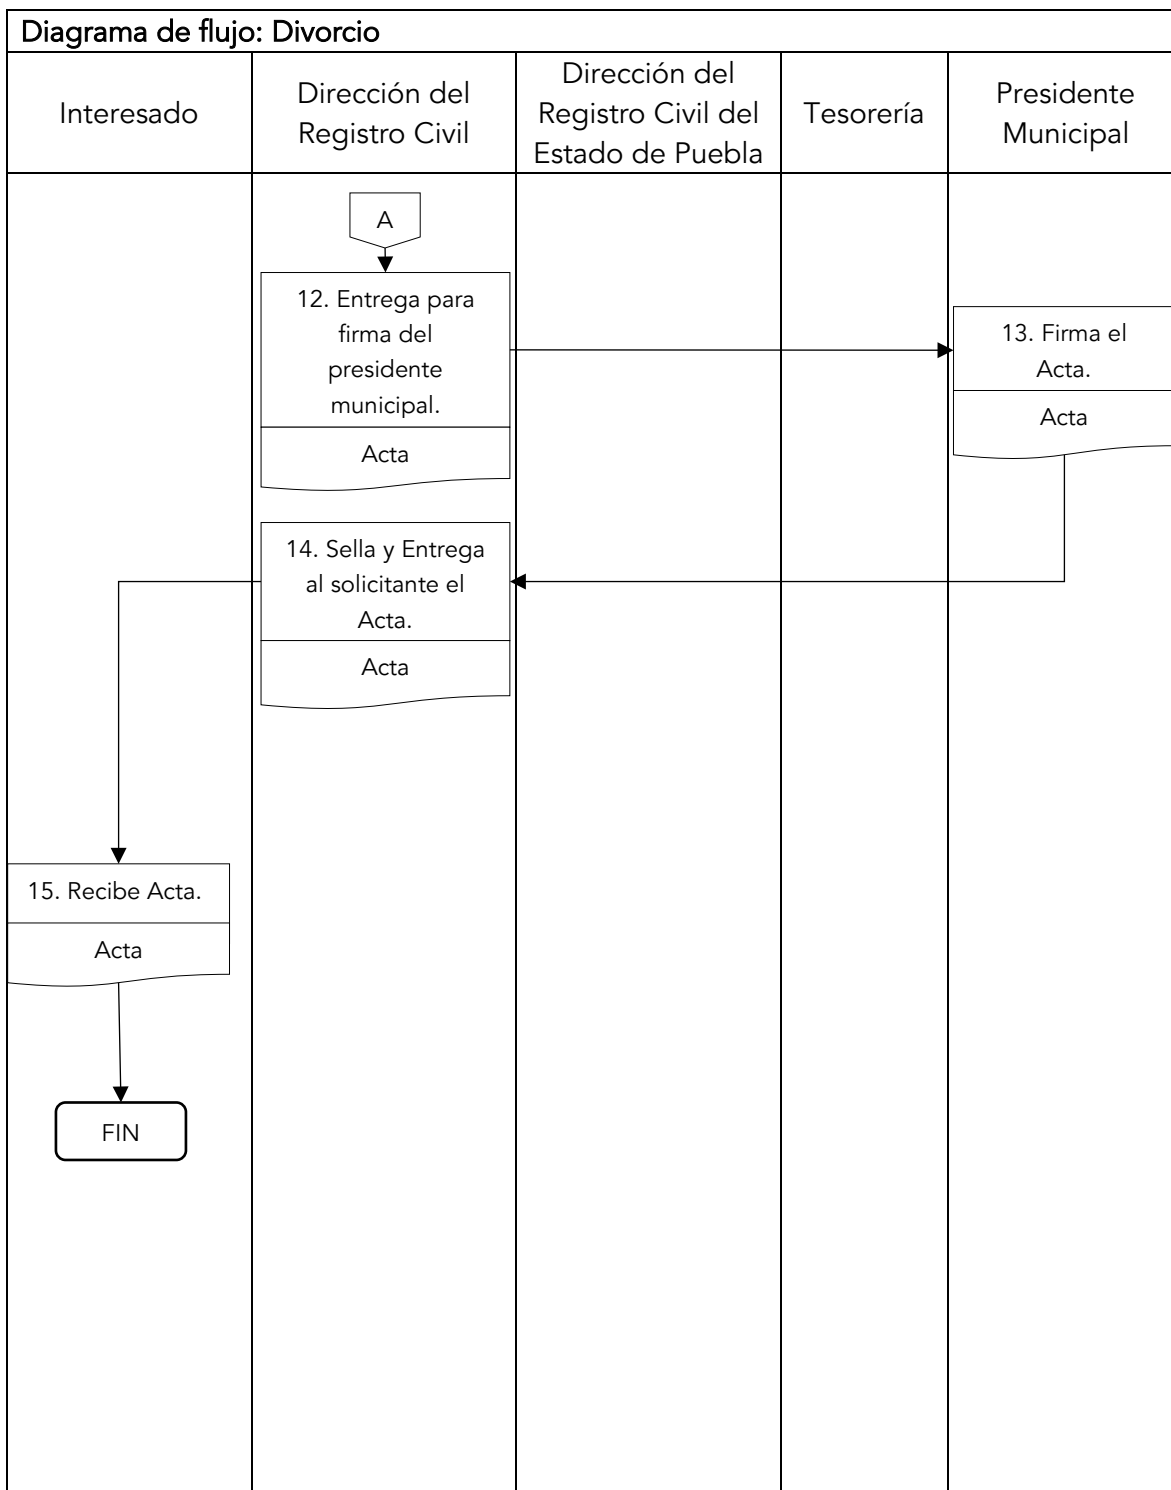 Diagrama de flujo: Divorcio
Interesado
Dirección del
Registro Civil
Dirección del
Registro Civil del
Estado de Puebla
Tesorería
Presidente
Municipal
A
12. Entrega para
firma del
presidente
municipal.
Acta
13. Firma el
Acta.
Acta
14. Sella y Entrega
al solicitante el
Acta.
Acta
15. Recibe Acta.
Acta
FIN